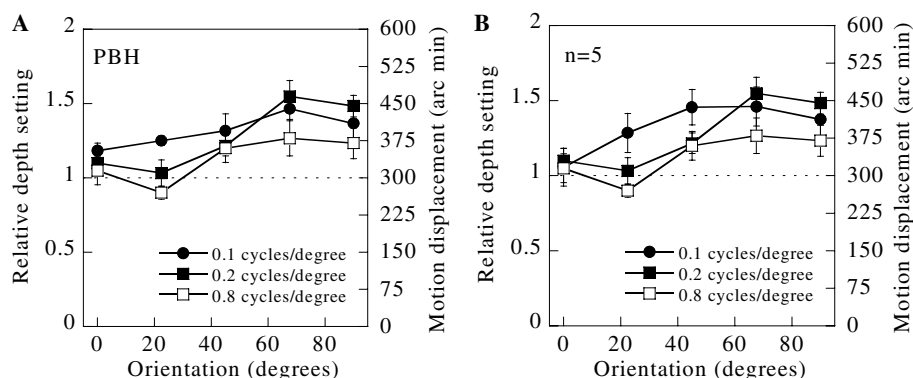 A
PBH
Relative depth setting
2
1.5
1
0.5
0
600
525
450
375
300
225
150
75
0
Motion displacement (arc min)
0.1 cycles/degree
0.2 cycles/degree
0.8 cycles/degree
0 20 40 60 80
Orientation (degrees)
B
n=5
Relative depth setting
2
1.5
1
0.5
0
600
525
450
375
300
225
150
75
0
Motion displacement (arc min)
0.1 cycles/degree
0.2 cycles/degree
0.8 cycles/degree
0 20 40 60 80
Orientation (degrees)